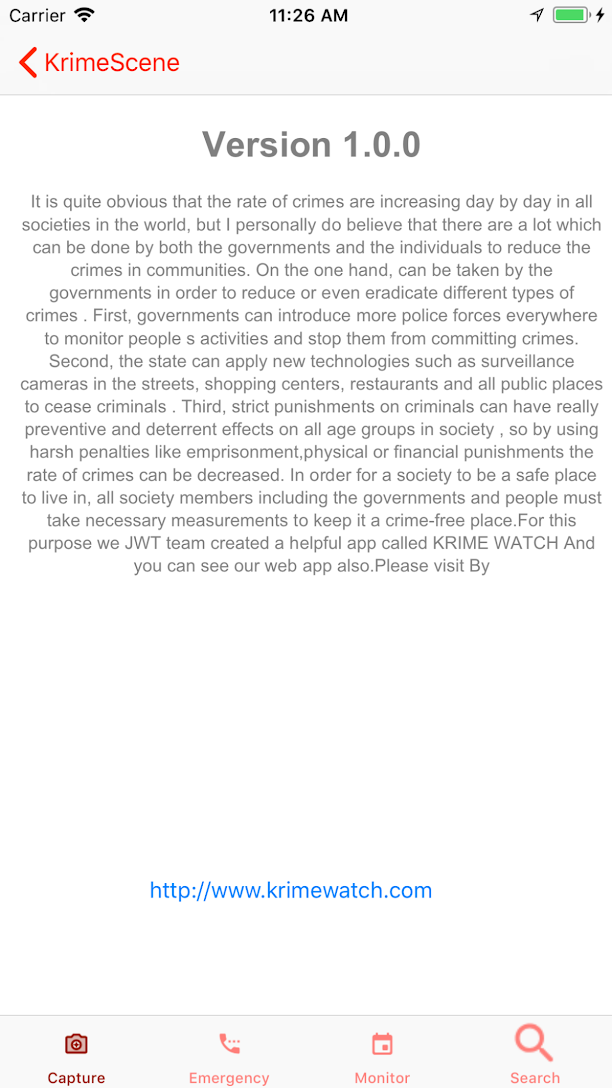 Carrier 11:26 AM
KrimeScene
Version 1.0.0
It is quite obvious that the rate of crimes are increasing day by day in all
societies in the world, but I personally do believe that there are a lot which
can be done by both the governments and the individuals to reduce the
crimes in communities. On the one hand, can be taken by the
governments in order to reduce or even eradicate different types of
crimes . First, governments can introduce more police forces everywhere
to monitor people s activities and stop them from committing crimes.
Second, the state can apply new technologies such as surveillance
cameras in the streets, shopping centers, restaurants and all public places
to cease criminals . Third, strict punishments on criminals can have really
preventive and deterrent effects on all age groups in society , so by using
harsh penalties like emprisonment,physical or financial punishments the
rate of crimes can be decreased. In order for a society to be a safe place
to live in, all society members including the governments and people must
take necessary measurements to keep it a crime-free place.For this
purpose we JWT team created a helpful app called KRIME WATCH And
you can see our web app also.Please visit By
http://www.krimewatch.com
Capture Emergency Monitor Search